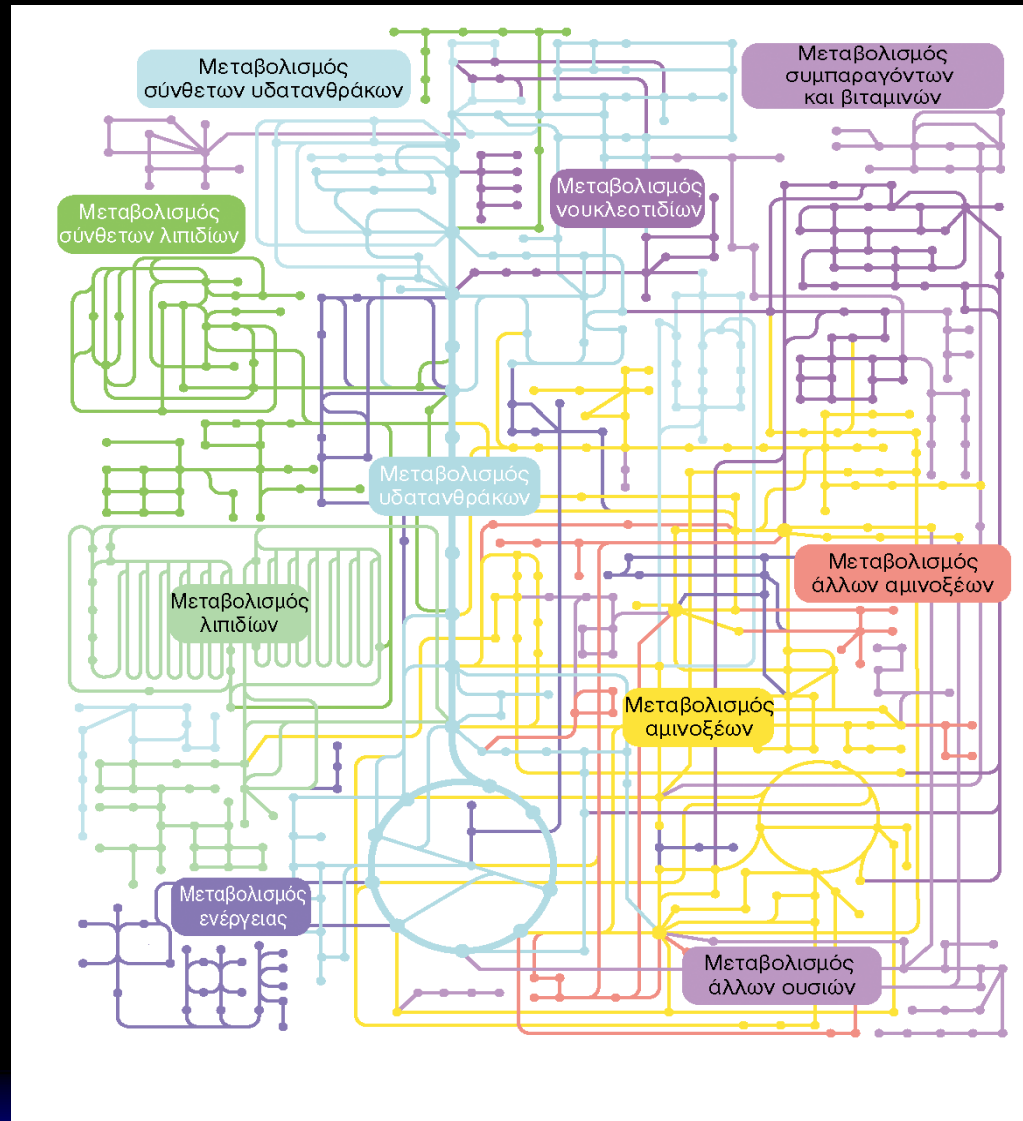 Μεταβολισμός
σύνθετων υδατανθράκων
Μεταβολισμός
συμπαραγόντων
και βιταμινών
Μεταβολισμός
νουκλεοτιδίων
Μεταβολισμός
σύνθετων λιπιδίων
Μεταβολισμός
υδατανθράκων
Μεταβολισμός
άλλων αμινοξέων
Μεταβολισμός
λιπιδίων
Μεταβολισμός
αμινοξέων
Μεταβολισμός
ενέργειας
Μεταβολισμός
άλλων ουσιών